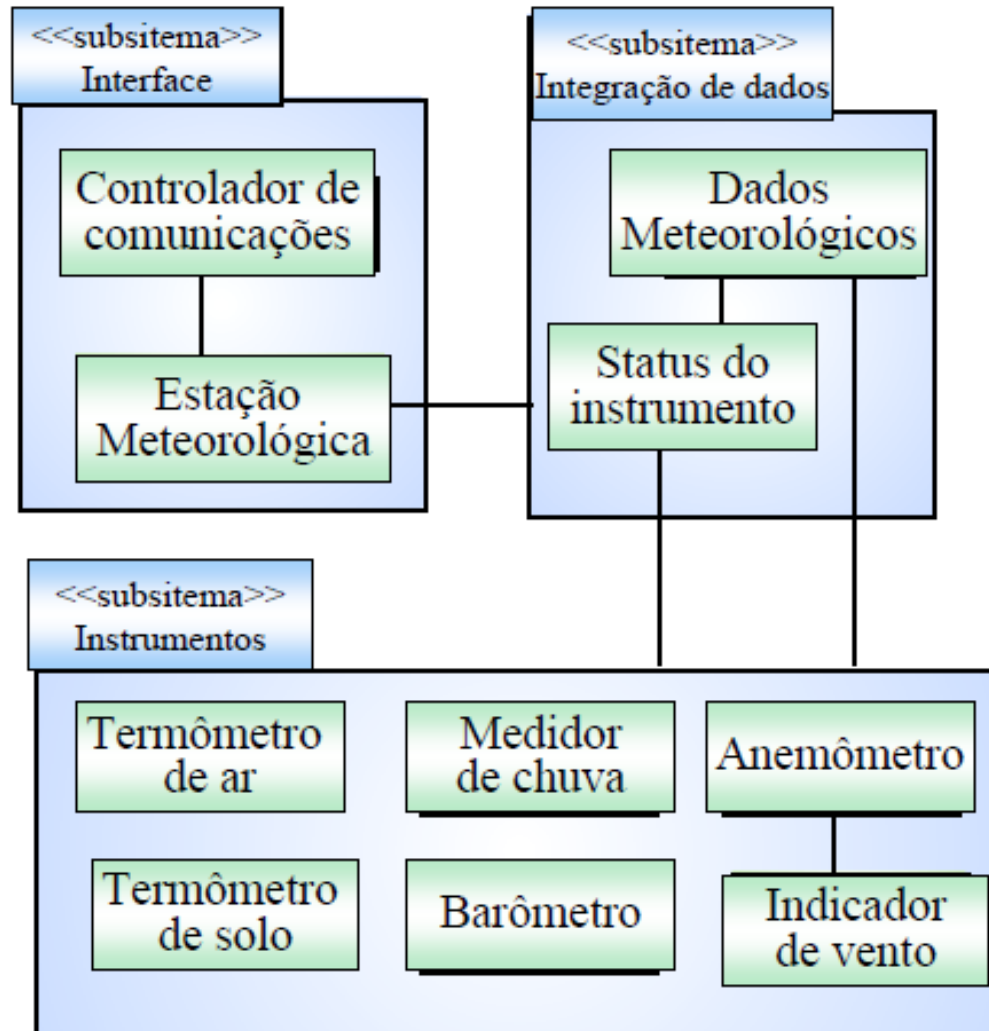 <<subsitema>>
Interface
Controlador de
comunicações
Estação
Meteorológica
<<subsitema>>
Integração de dados
Dados
Meteorológicos
Status do
instrumento
<<subsitema>>
Instrumentos
Termômetro
de ar
Medidor
de chuva
Anemômetro
Termômetro
de solo
Barômetro
Indicador
de vento